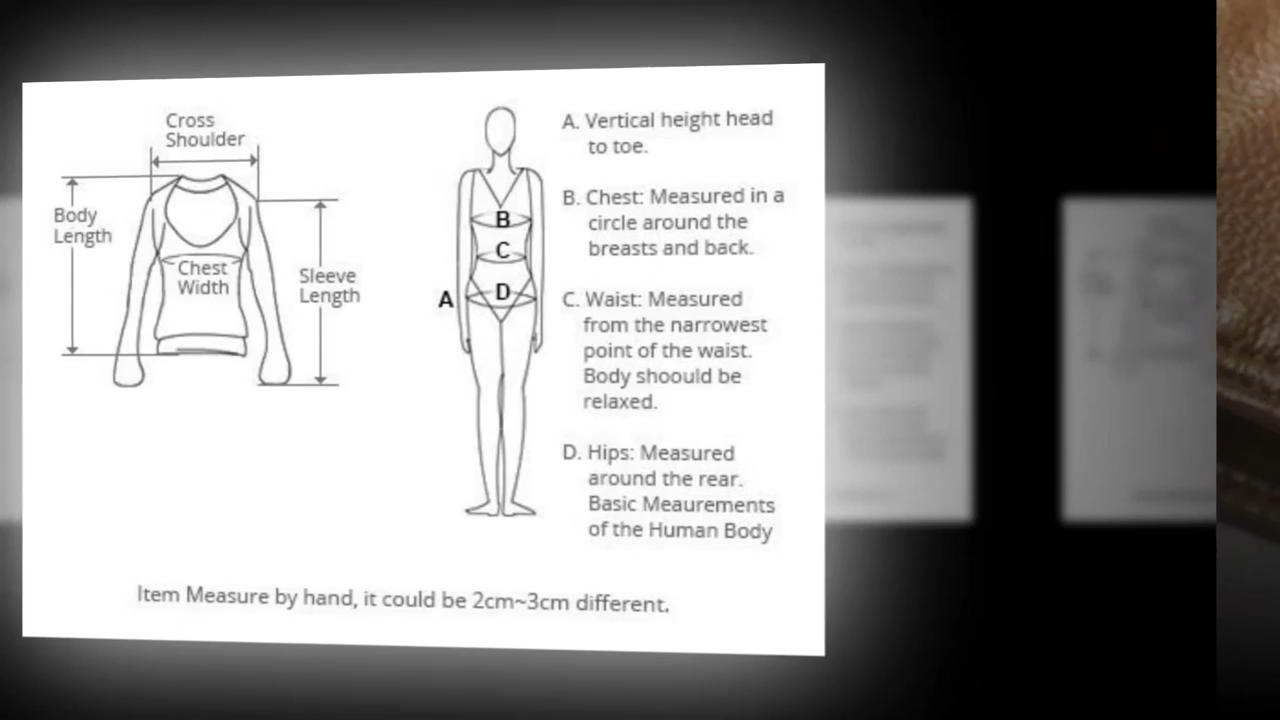 Cross
Shoulder
Body
Length
Chest
Width
Sleeve
Length
A
B
C
D
A. Vertical height head
to toe.
B. Chest: Measured in a
circle around the
breasts and back.
C. Waist: Measured
from the narrowest
point of the waist.
Body shoould be
relaxed.
D. Hips: Measured
around the rear.
Basic Meaurements
of the Human Body
Item Measure by hand, it could be 2cm~3cm different.